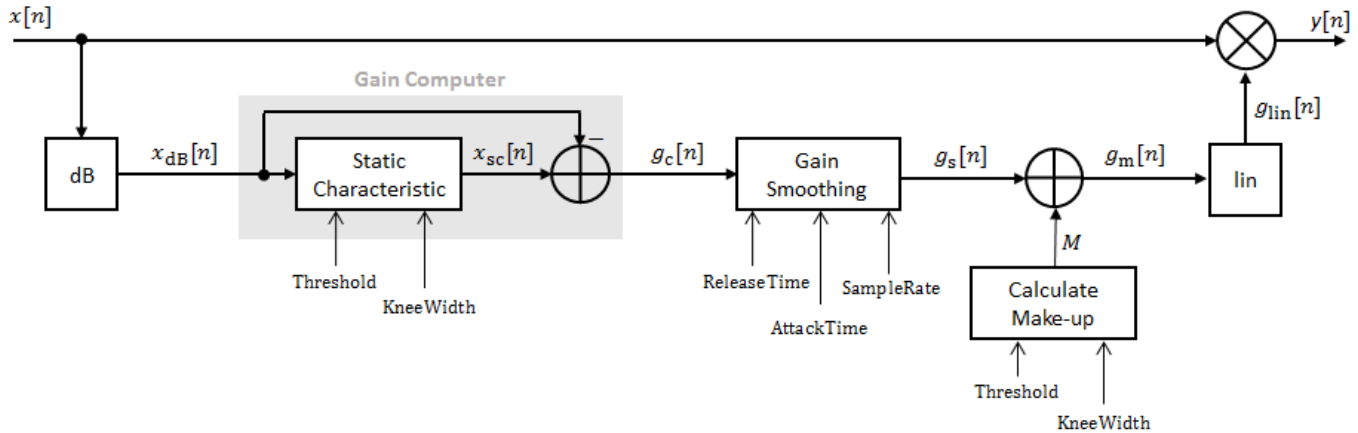 x[n]
y[n]
Gain Computer
g_lin[n]
dB
x_dB[n]
Static
Characteristic
x_sc[n]
−
g_c[n]
Gain
Smoothing
g_s[n]
g_m[n]
lin
Threshold
KneeWidth
ReleaseTime
AttackTime
SampleRate
M
Calculate
Make-up
Threshold
KneeWidth